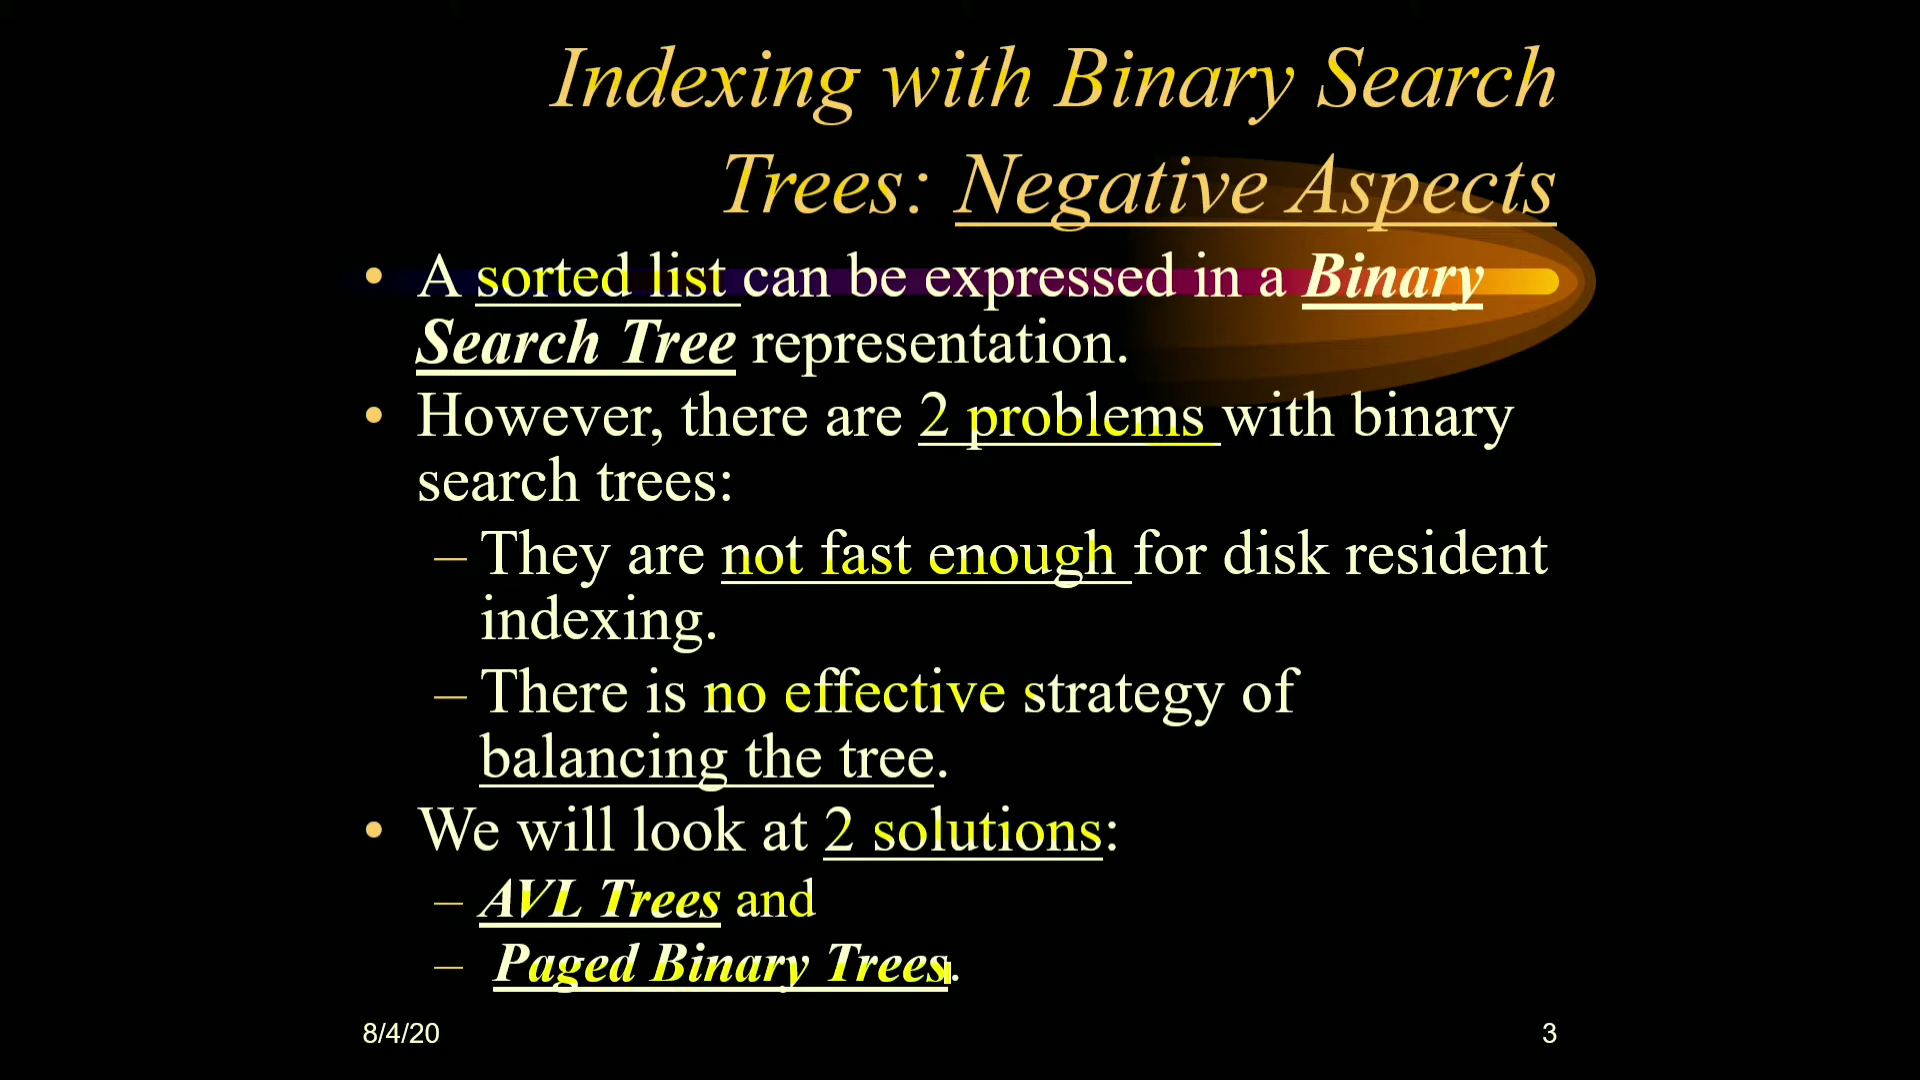 Indexing with Binary Search
Trees: Negative Aspects
• A sorted list can be expressed in a Binary
Search Tree representation.
• However, there are 2 problems with binary
search trees:
– They are not fast enough for disk resident
indexing.
– There is no effective strategy of
balancing the tree.
• We will look at 2 solutions:
– AVL Trees and
– Paged Binary Trees.
8/4/20
3